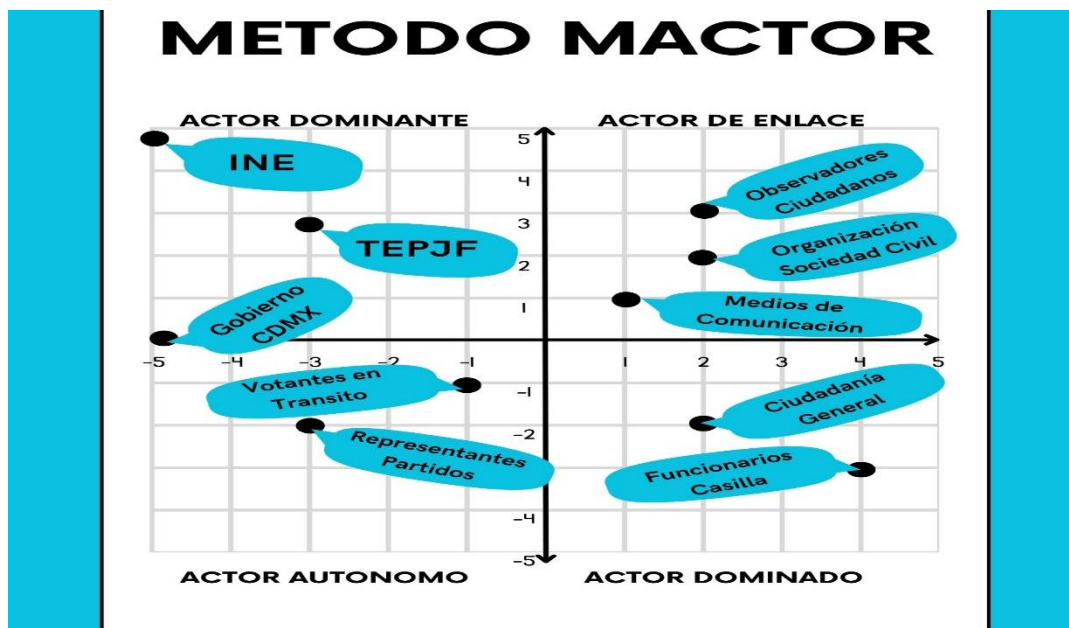 METODO MACTOR
ACTOR DOMINANTE
ACTOR DE ENLACE
5
4
3
2
1
INE
TEPJF
Gobierno
CDMX
Observadores
Ciudadanos
Organización
Sociedad Civil
Medios de
Comunicación
-5
-4
-3
-2
-1
1
2
3
4
5
Votantes en
Transito
Representantes
Partidos
Ciudadanía
General
Funcionarios
Casilla
-1
-2
-4
-5
ACTOR AUTONOMO
ACTOR DOMINADO